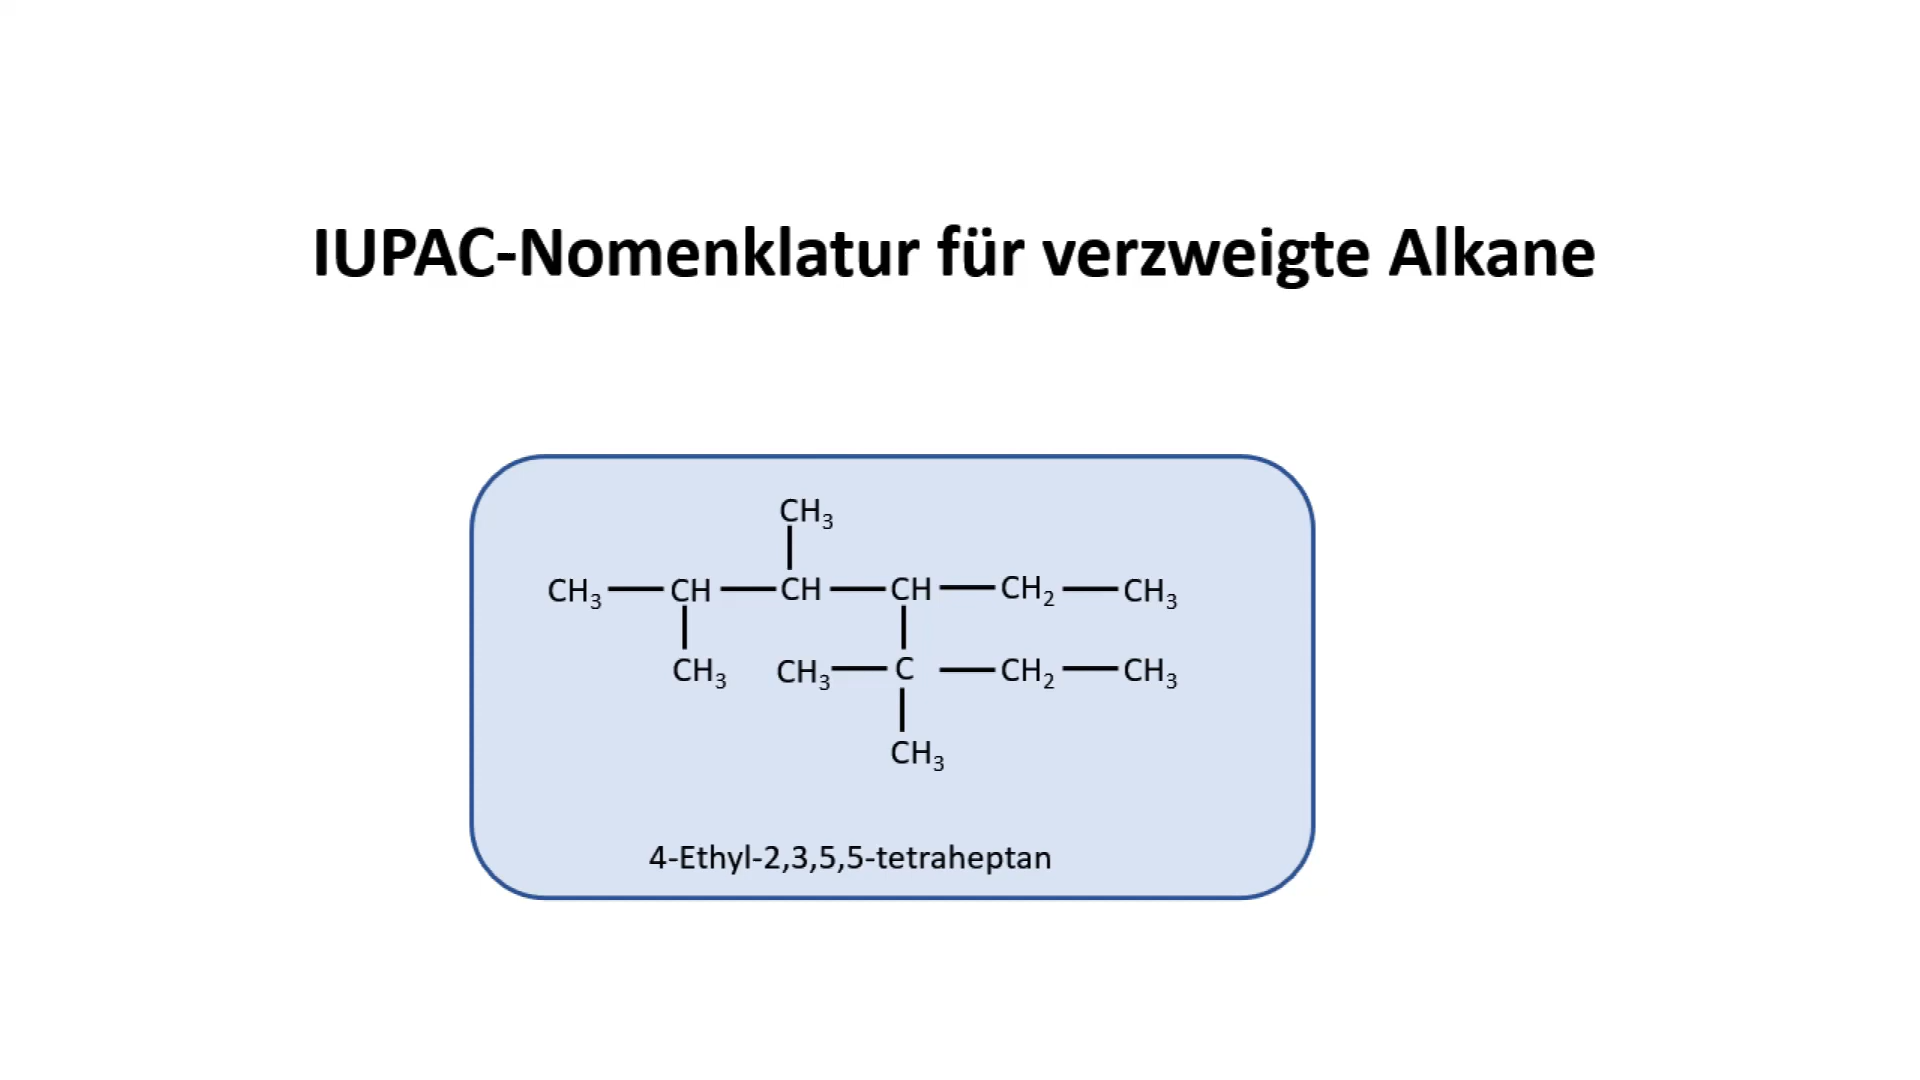 IUPAC-Nomenklatur für verzweigte Alkane
CH₃
CH₃ CH CH CH CH₂ CH₃
CH₃ CH₃ C CH₂ CH₃
CH₃
4-Ethyl-2,3,5,5-tetraheptan